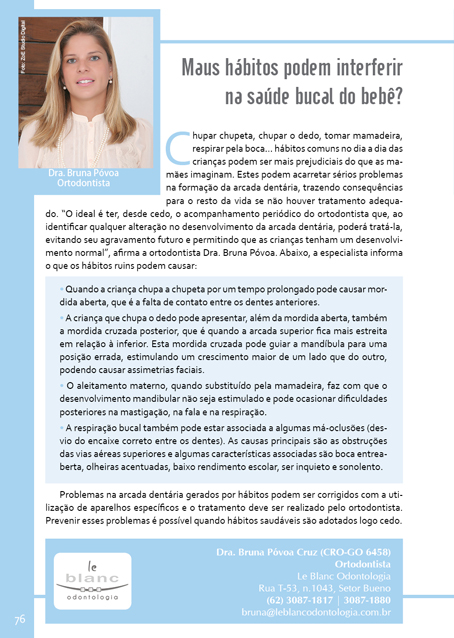 Foto: Zoë Studio Digital
Dra. Bruna Póvoa
Ortodontista
Maus hábitos podem interferir
na saúde bucal do bebê?
Chupar chupeta, chupar o dedo, tomar mamadeira,
respirar pela boca... hábitos comuns no dia a dia das
crianças podem ser mais prejudiciais do que as ma-
mães imaginam. Estes podem acarretar sérios problemas
na formação da arcada dentária, trazendo consequências
para o resto da vida se não houver tratamento adequa-
do. "O ideal é ter, desde cedo, o acompanhamento periódico do ortodontista que, ao
identificar qualquer alteração no desenvolvimento da arcada dentária, poderá tratá-la,
evitando seu agravamento futuro e permitindo que as crianças tenham um desenvolvi-
mento normal", afirma a ortodontista Dra. Bruna Póvoa. Abaixo, a especialista informa
o que os hábitos ruins podem causar:
• Quando a criança chupa a chupeta por um tempo prolongado pode causar mor-
dida aberta, que é a falta de contato entre os dentes anteriores.
• A criança que chupa o dedo pode apresentar, além da mordida aberta, também
a mordida cruzada posterior, que é quando a arcada superior fica mais estreita
em relação à inferior. Esta mordida cruzada pode guiar a mandíbula para uma
posição errada, estimulando um crescimento maior de um lado que do outro,
podendo causar assimetrias faciais.
• O aleitamento materno, quando substituído pela mamadeira, faz com que o
desenvolvimento mandibular não seja estimulado e pode ocasionar dificuldades
posteriores na mastigação, na fala e na respiração.
• A respiração bucal também pode estar associada a algumas má-oclusões (des-
vio do encaixe correto entre os dentes). As causas principais são as obstruções
das vias aéreas superiores e algumas características associadas são boca entrea-
berta, olheiras acentuadas, baixo rendimento escolar, ser inquieto e sonolento.
Problemas na arcada dentária gerados por hábitos podem ser corrigidos com a uti-
lização de aparelhos específicos e o tratamento deve ser realizado pelo ortodontista.
Prevenir esses problemas é possível quando hábitos saudáveis são adotados logo cedo.
le
blanc
odontologia
Dra. Bruna Póvoa Cruz (CRO-GO 6458)
Ortodontista
Le Blanc Odontologia
Rua T-53, n.1043, Setor Bueno
(62) 3087-1817 | 3087-1880
bruna@leblancodontologia.com.br
76